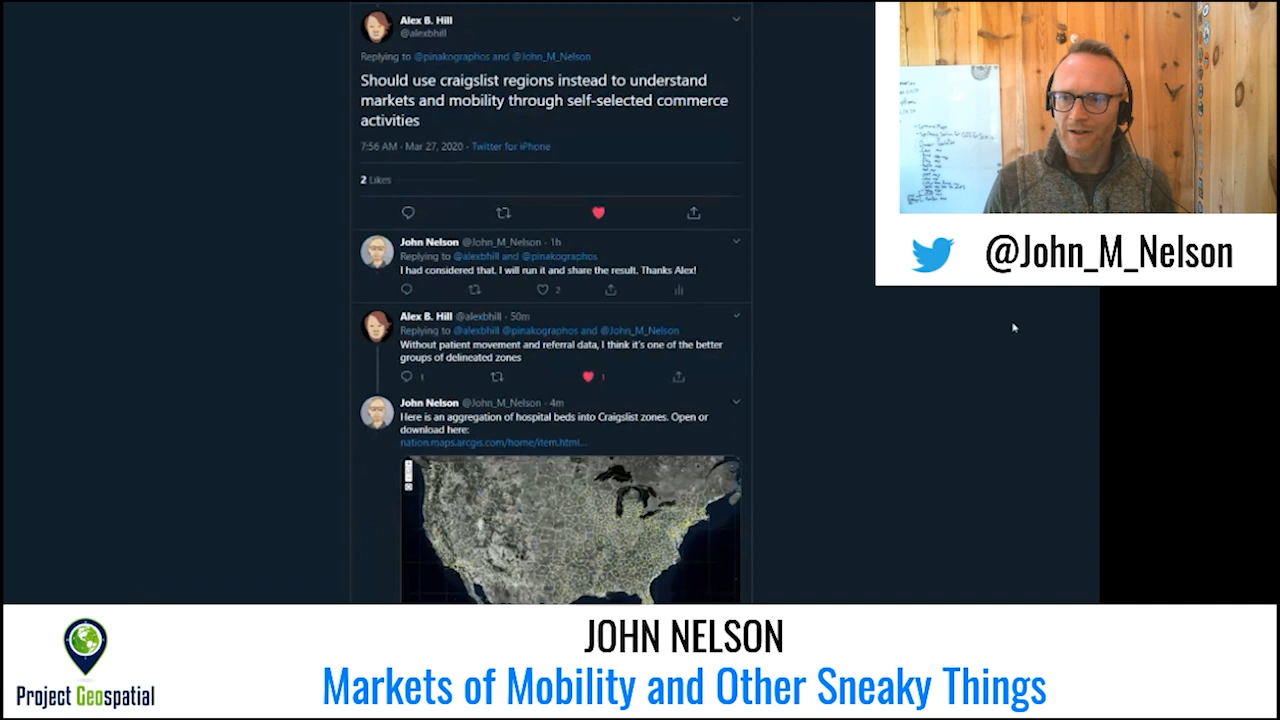 Alex B. Hill
@alexbhill
Replying to @pinakographos and @John_M_Nelson
Should use craigslist regions instead to understand
markets and mobility through self-selected commerce
activities
7:56 AM · Mar 27, 2020 · Twitter for iPhone
2 Likes
John Nelson @John_M_Nelson · 1h
Replying to @alexbhill and @pinakographos
I had considered that. I will run it and share the result. Thanks Alex!
2
Alex B. Hill @alexbhill · 50m
Replying to @alexbhill @pinakographos and @John_M_Nelson
Without patient movement and referral data, I think it's one of the better
groups of delineated zones
1
1
John Nelson @John_M_Nelson · 4m
Here is an aggregation of hospital beds into Craigslist zones. Open or
download here:
nation.maps.arcgis.com/home/item.html...
@John_M_Nelson
JOHN NELSON
Markets of Mobility and Other Sneaky Things
Project Geospatial